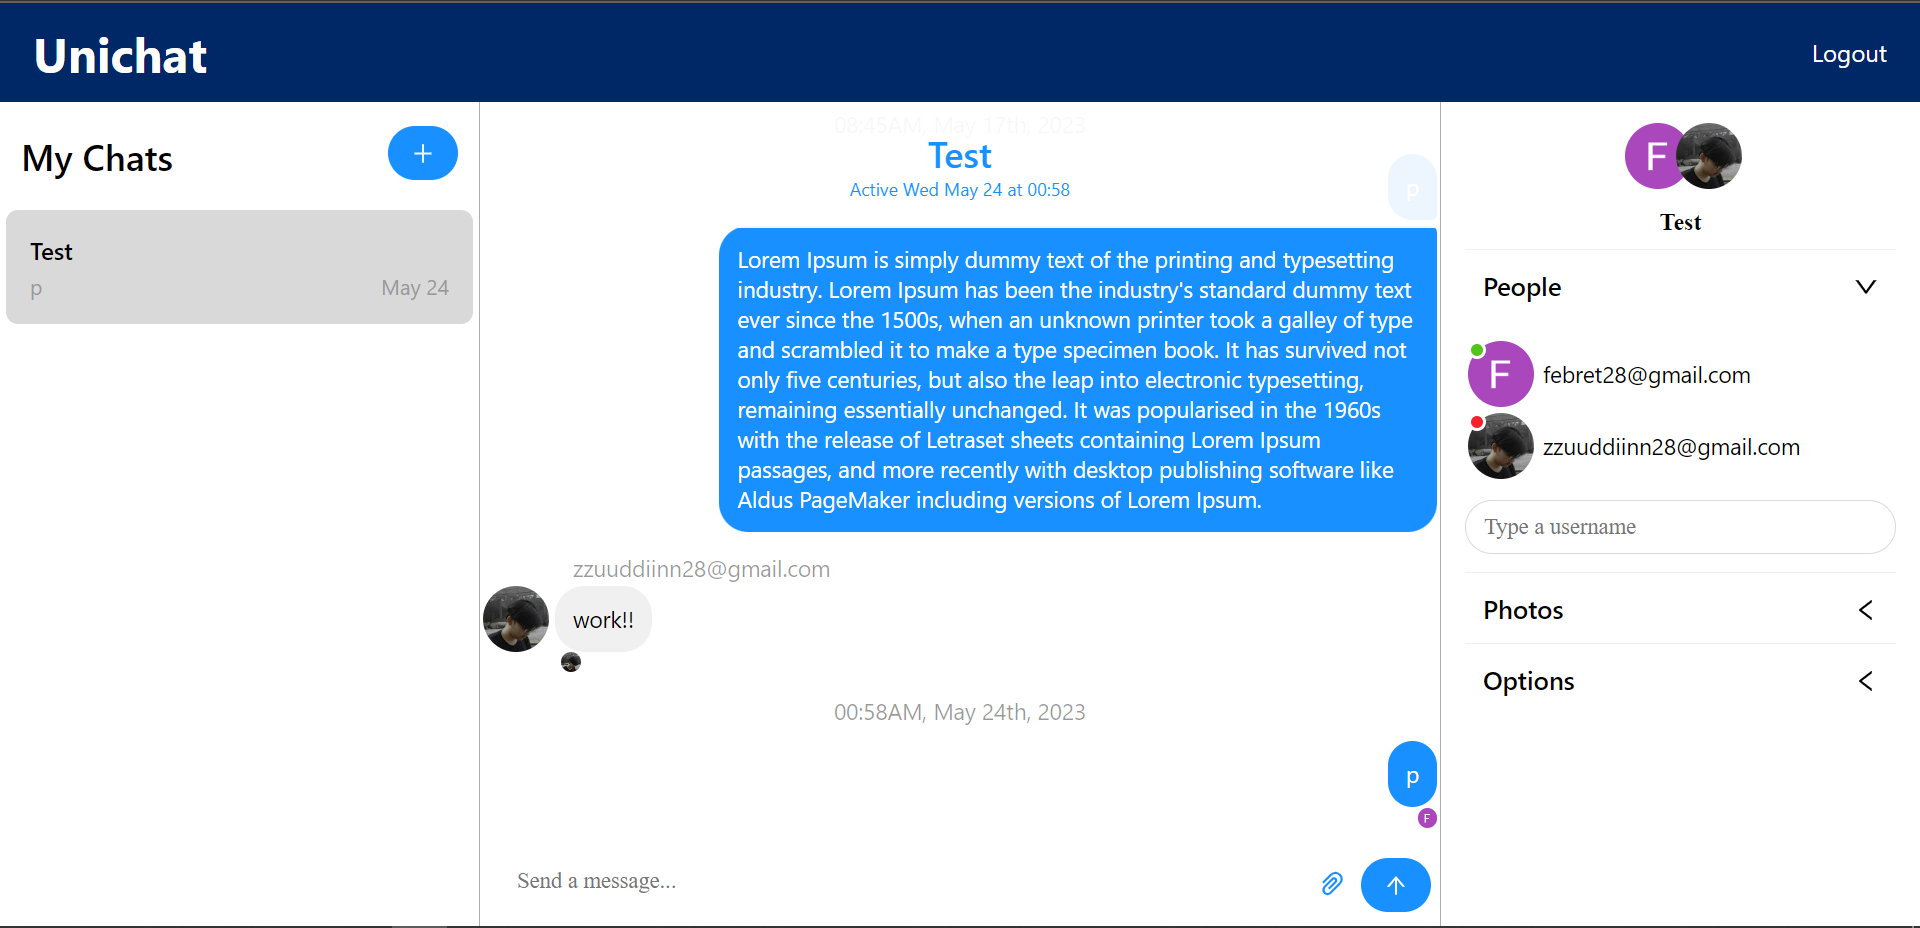 Unichat
Logout
My Chats
+
Test
p
May 24
08:45AM, May 17th, 2023
Test
Active Wed May 24 at 00:58
p
Lorem Ipsum is simply dummy text of the printing and typesetting
industry. Lorem Ipsum has been the industry's standard dummy text
ever since the 1500s, when an unknown printer took a galley of type
and scrambled it to make a type specimen book. It has survived not
only five centuries, but also the leap into electronic typesetting,
remaining essentially unchanged. It was popularised in the 1960s
with the release of Letraset sheets containing Lorem Ipsum
passages, and more recently with desktop publishing software like
Aldus PageMaker including versions of Lorem Ipsum.
zzuuddiinn28@gmail.com
work!!
00:58AM, May 24th, 2023
p
F
Send a message...
F
Test
People
F
febret28@gmail.com
zzuuddiinn28@gmail.com
Type a username
Photos
Options